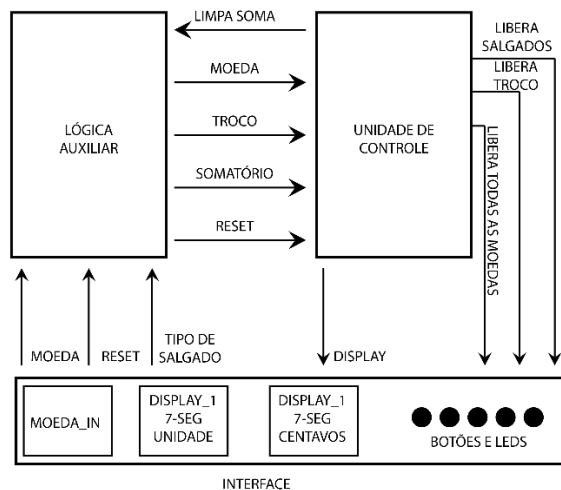 LIMPA SOMA
MOEDA
TROCO
SOMATÓRIO
RESET
LÓGICA
AUXILIAR
UNIDADE DE
CONTROLE
LIBERA
SALGADOS
LIBERA
TROCO
LIBERA TODAS AS MOEDAS
MOEDA
RESET
TIPO DE
SALGADO
DISPLAY
MOEDA_IN
DISPLAY_1
7-SEG
UNIDADE
DISPLAY_1
7-SEG
CENTAVOS
BOTÕES E LEDS
INTERFACE